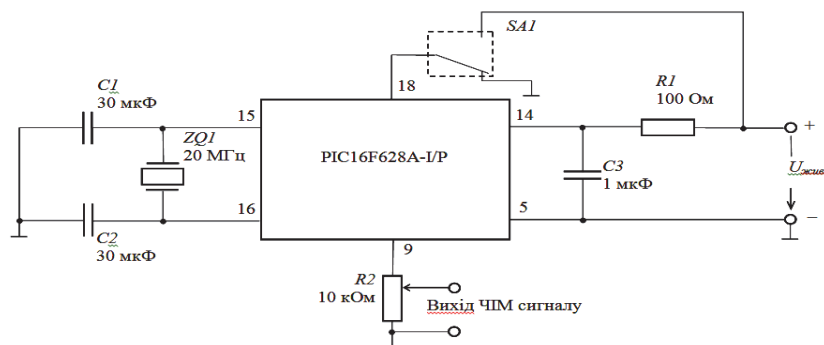 SA1
C1
30 мкФ
15
18
14
R1
100 Ом
+
ZQ1
20 МГц
PIC16F628A-I/P
C3
1 мкФ
Uжив
16
5
−
C2
30 мкФ
9
R2
10 кОм
Вихід ЧІМ сигналу